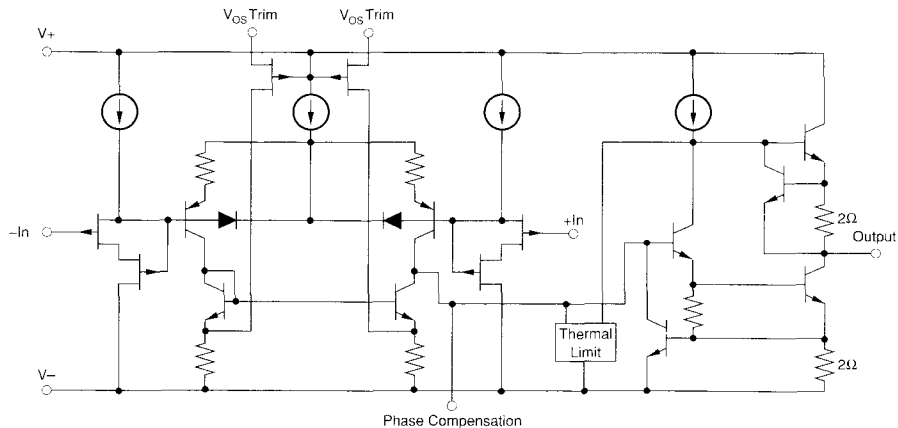 V_OS Trim
V_OS Trim
V+
–In
+In
2Ω
Output
Thermal
Limit
2Ω
V–
Phase Compensation